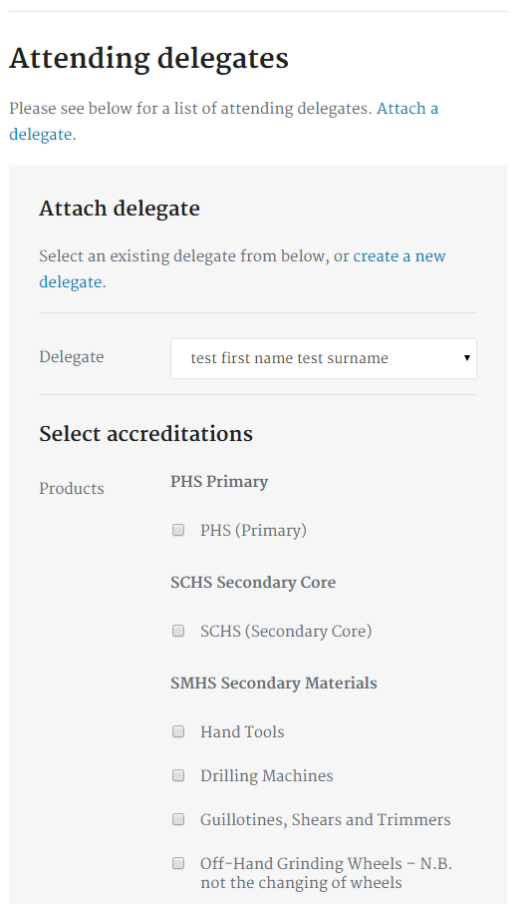 Attending delegates
Please see below for a list of attending delegates. Attach a
delegate.
Attach delegate
Select an existing delegate from below, or create a new
delegate.
Delegate test first name test surname
Select accreditations
Products
PHS Primary
PHS (Primary)
SCHS Secondary Core
SCHS (Secondary Core)
SMHS Secondary Materials
Hand Tools
Drilling Machines
Guillotines, Shears and Trimmers
Off-Hand Grinding Wheels – N.B.
not the changing of wheels